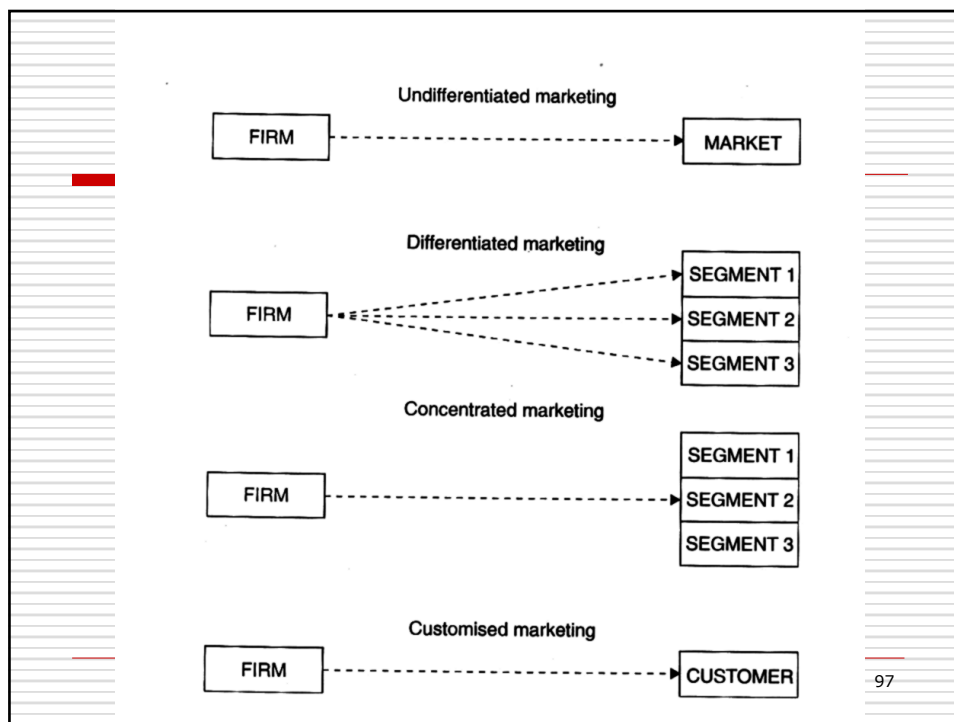 Undifferentiated marketing
FIRM
MARKET
Differentiated marketing
FIRM
SEGMENT 1
SEGMENT 2
SEGMENT 3
Concentrated marketing
FIRM
SEGMENT 1
SEGMENT 2
SEGMENT 3
Customised marketing
FIRM
CUSTOMER
97